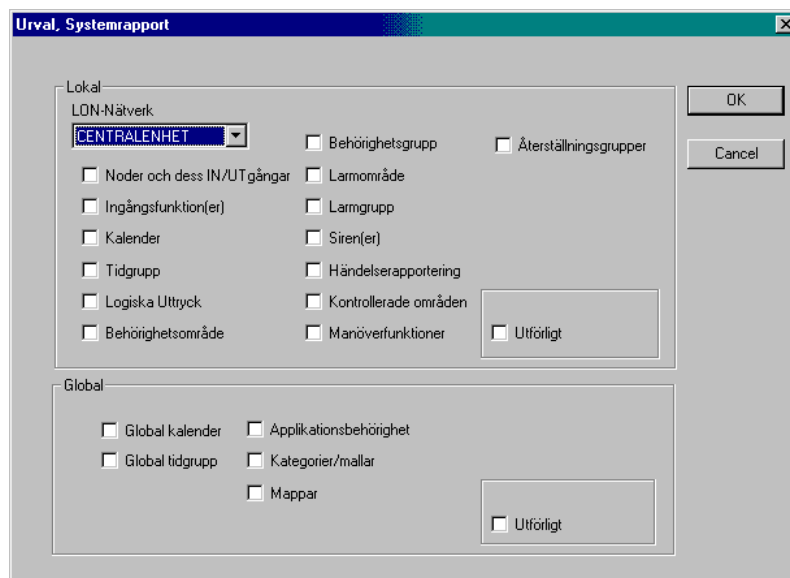 Urval, Systemrapport
Lokal
LON-Nätverk
CENTRALENHET
Noder och dess IN/UTgångar
Ingångsfunktion(er)
Kalender
Tidgrupp
Logiska Uttryck
Behörighetsområde
Behörighetsgrupp
Larmområde
Larmgrupp
Siren(er)
Händelserapportering
Kontrollerade områden
Manöverfunktioner
Återställningsgrupper
Utförligt
OK
Cancel
Global
Global kalender
Global tidgrupp
Applikationsbehörighet
Kategorier/mallar
Mappar
Utförligt